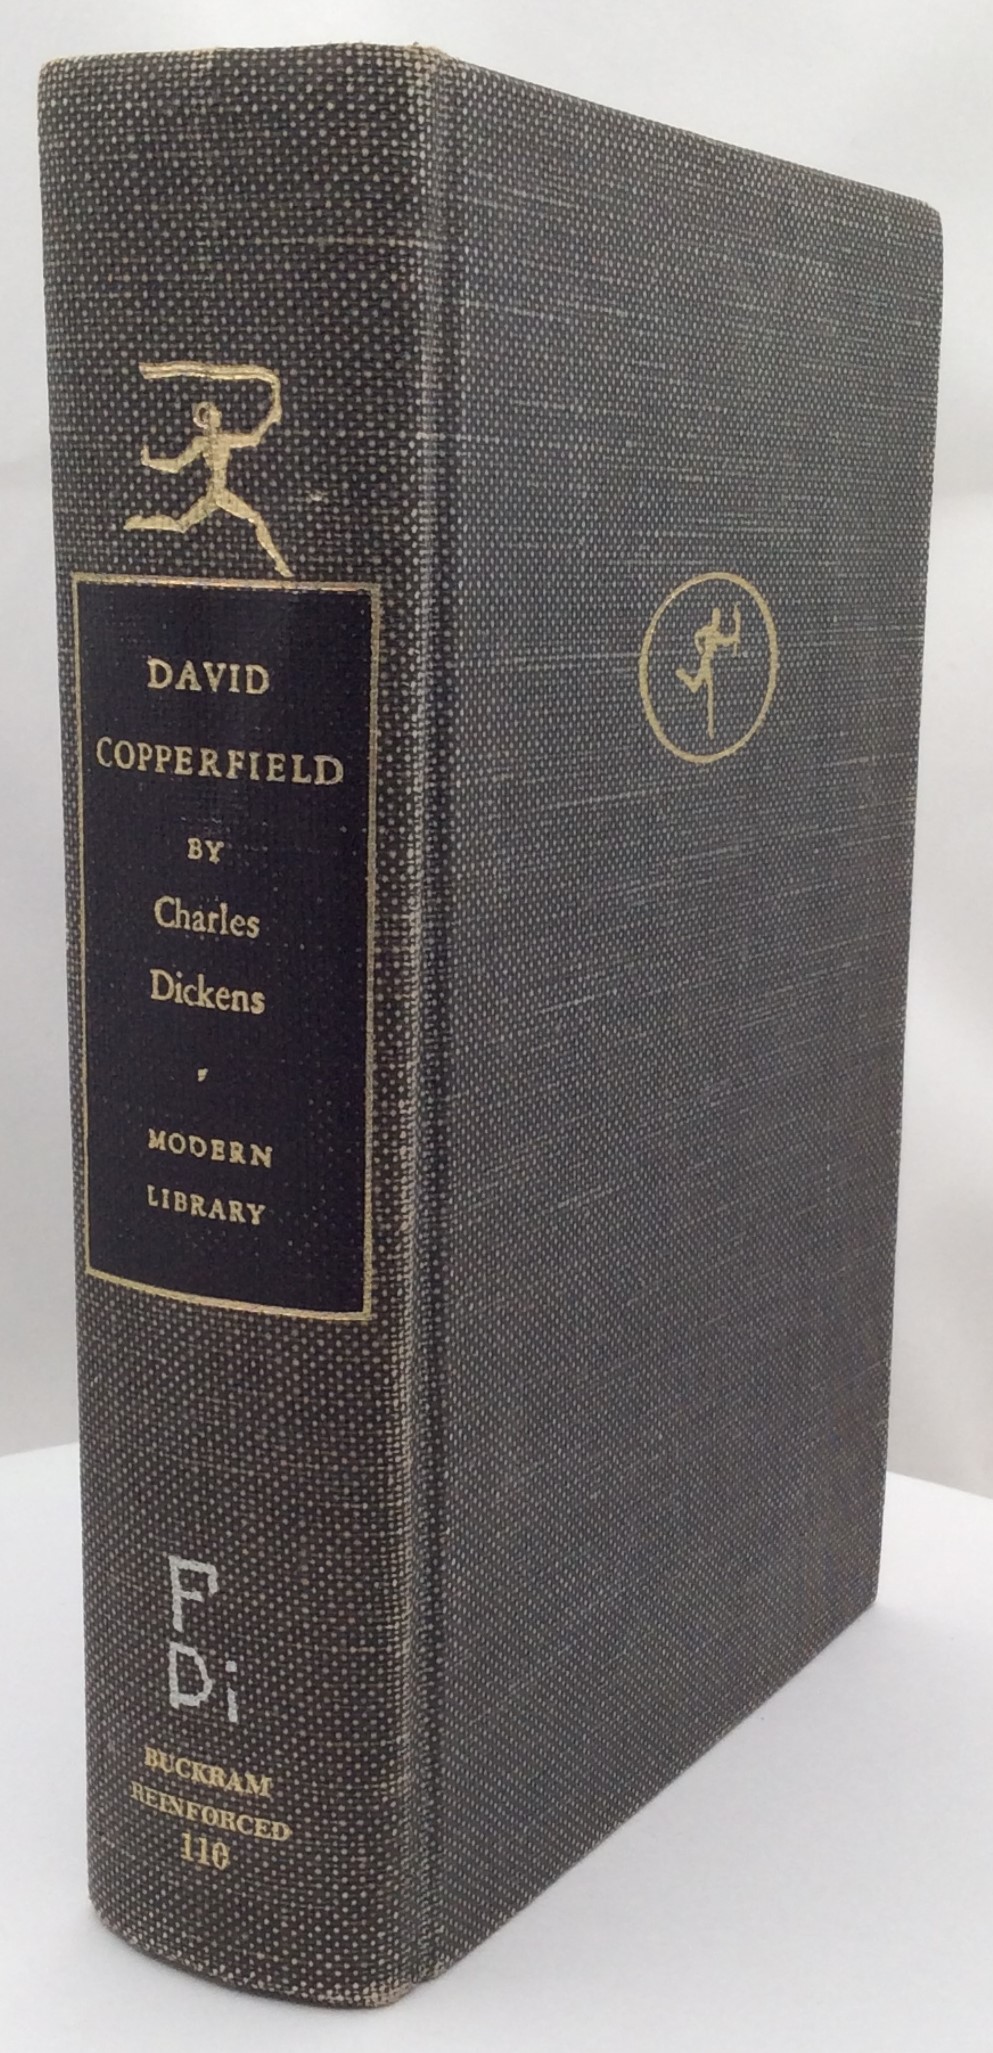 DAVID
COPPERFIELD
BY
Charles
Dickens
MODERN
LIBRARY
F
Di
BUCKRAM
REINFORCED
110